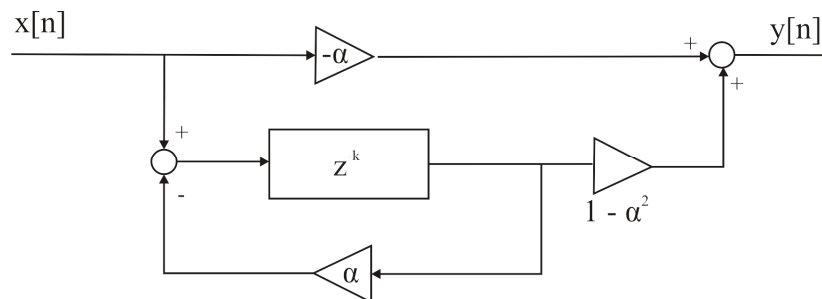 x[n]
y[n]
-α
+
+
+
z^k
-
1 - α²
α